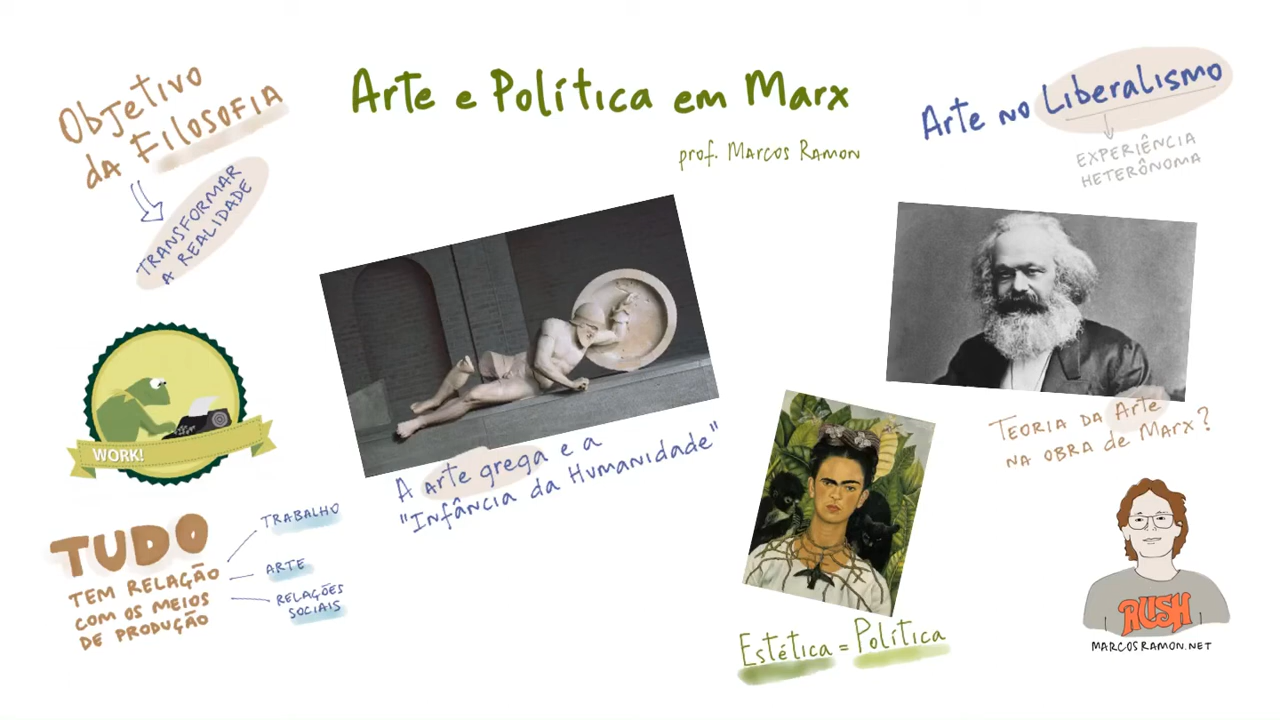 Objetivo
da Filosofia
TRANSFORMAR
A REALIDADE
Arte e Política em Marx
prof. Marcos Ramon
Arte no Liberalismo
EXPERIÊNCIA
HETERÔNOMA
WORK!
A arte grega e a
"Infância da Humanidade"
TEORIA DA Arte
NA OBRA de Marx?
TUDO
TEM RELAÇÃO
COM OS MEIOS
DE PRODUÇÃO
TRABALHO
ARTE
RELAÇÕES
SOCIAIS
Estética = Política
RUSH
MARCOSRAMON.NET